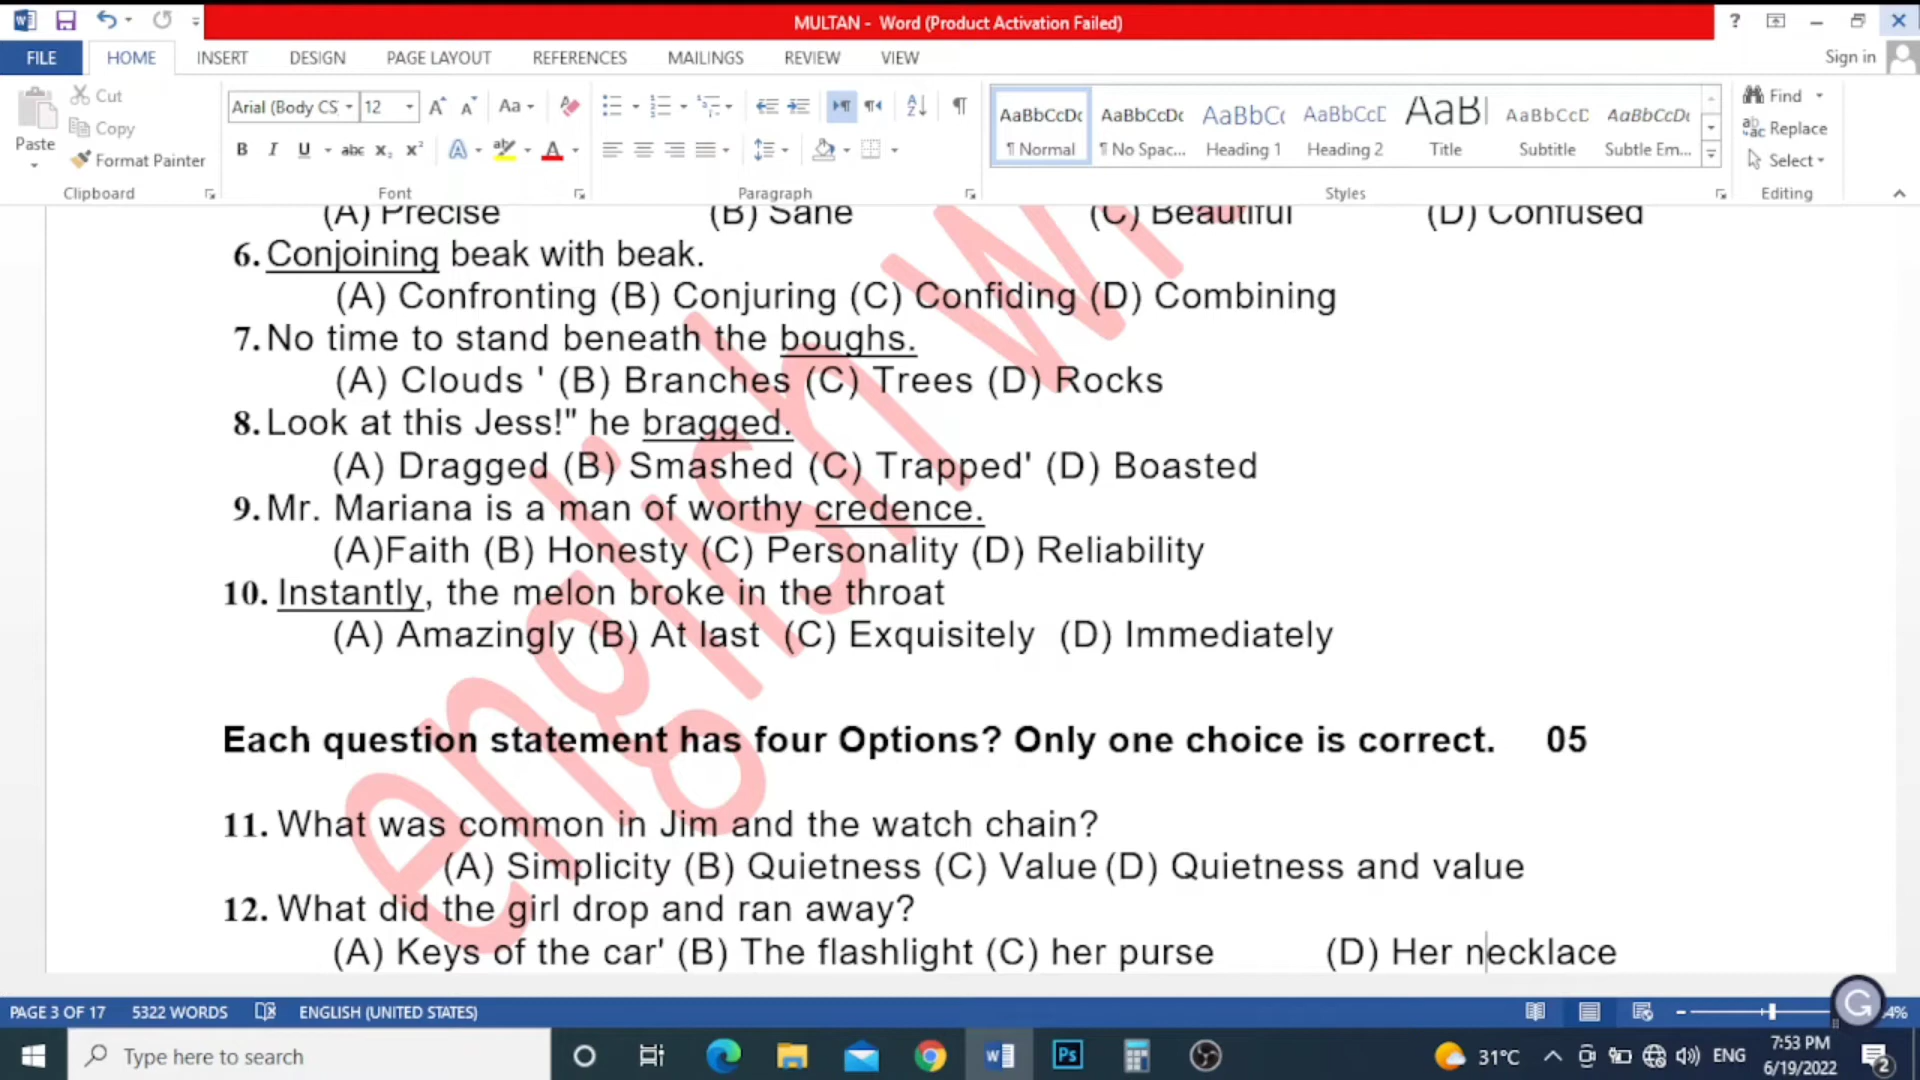 MULTAN - Word (Product Activation Failed)
FILE HOME INSERT DESIGN PAGE LAYOUT REFERENCES MAILINGS REVIEW VIEW Sign in
Cut
Copy
Format Painter
Paste
Clipboard
Arial (Body CS 12
Font
Paragraph
AaBbCcDc AaBbCcDc AaBbCc AaBbCcD AaB AaBbCcD AaBbCcDc
¶ Normal ¶ No Spac... Heading 1 Heading 2 Title Subtitle Subtle Em...
Styles
Find
Replace
Select
Editing
(A) Precise (B) Sane (C) Beautiful (D) Confused
6. Conjoining beak with beak.
(A) Confronting (B) Conjuring (C) Confiding (D) Combining
7. No time to stand beneath the boughs.
(A) Clouds ' (B) Branches (C) Trees (D) Rocks
8. Look at this Jess!" he bragged.
(A) Dragged (B) Smashed (C) Trapped' (D) Boasted
9. Mr. Mariana is a man of worthy credence.
(A)Faith (B) Honesty (C) Personality (D) Reliability
10. Instantly, the melon broke in the throat
(A) Amazingly (B) At last (C) Exquisitely (D) Immediately
Each question statement has four Options? Only one choice is correct. 05
11. What was common in Jim and the watch chain?
(A) Simplicity (B) Quietness (C) Value (D) Quietness and value
12. What did the girl drop and ran away?
(A) Keys of the car' (B) The flashlight (C) her purse (D) Her necklace
english
PAGE 3 OF 17 5322 WORDS ENGLISH (UNITED STATES)
Type here to search
31°C ENG 7:53 PM
6/19/2022
2